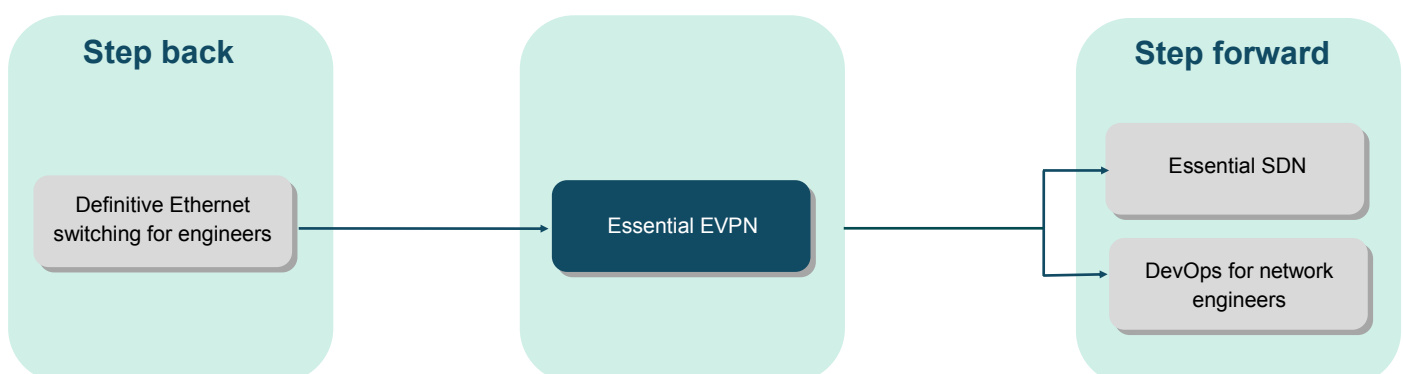 Step back
Definitive Ethernet
switching for engineers
Essential EVPN
Step forward
Essential SDN
DevOps for network
engineers